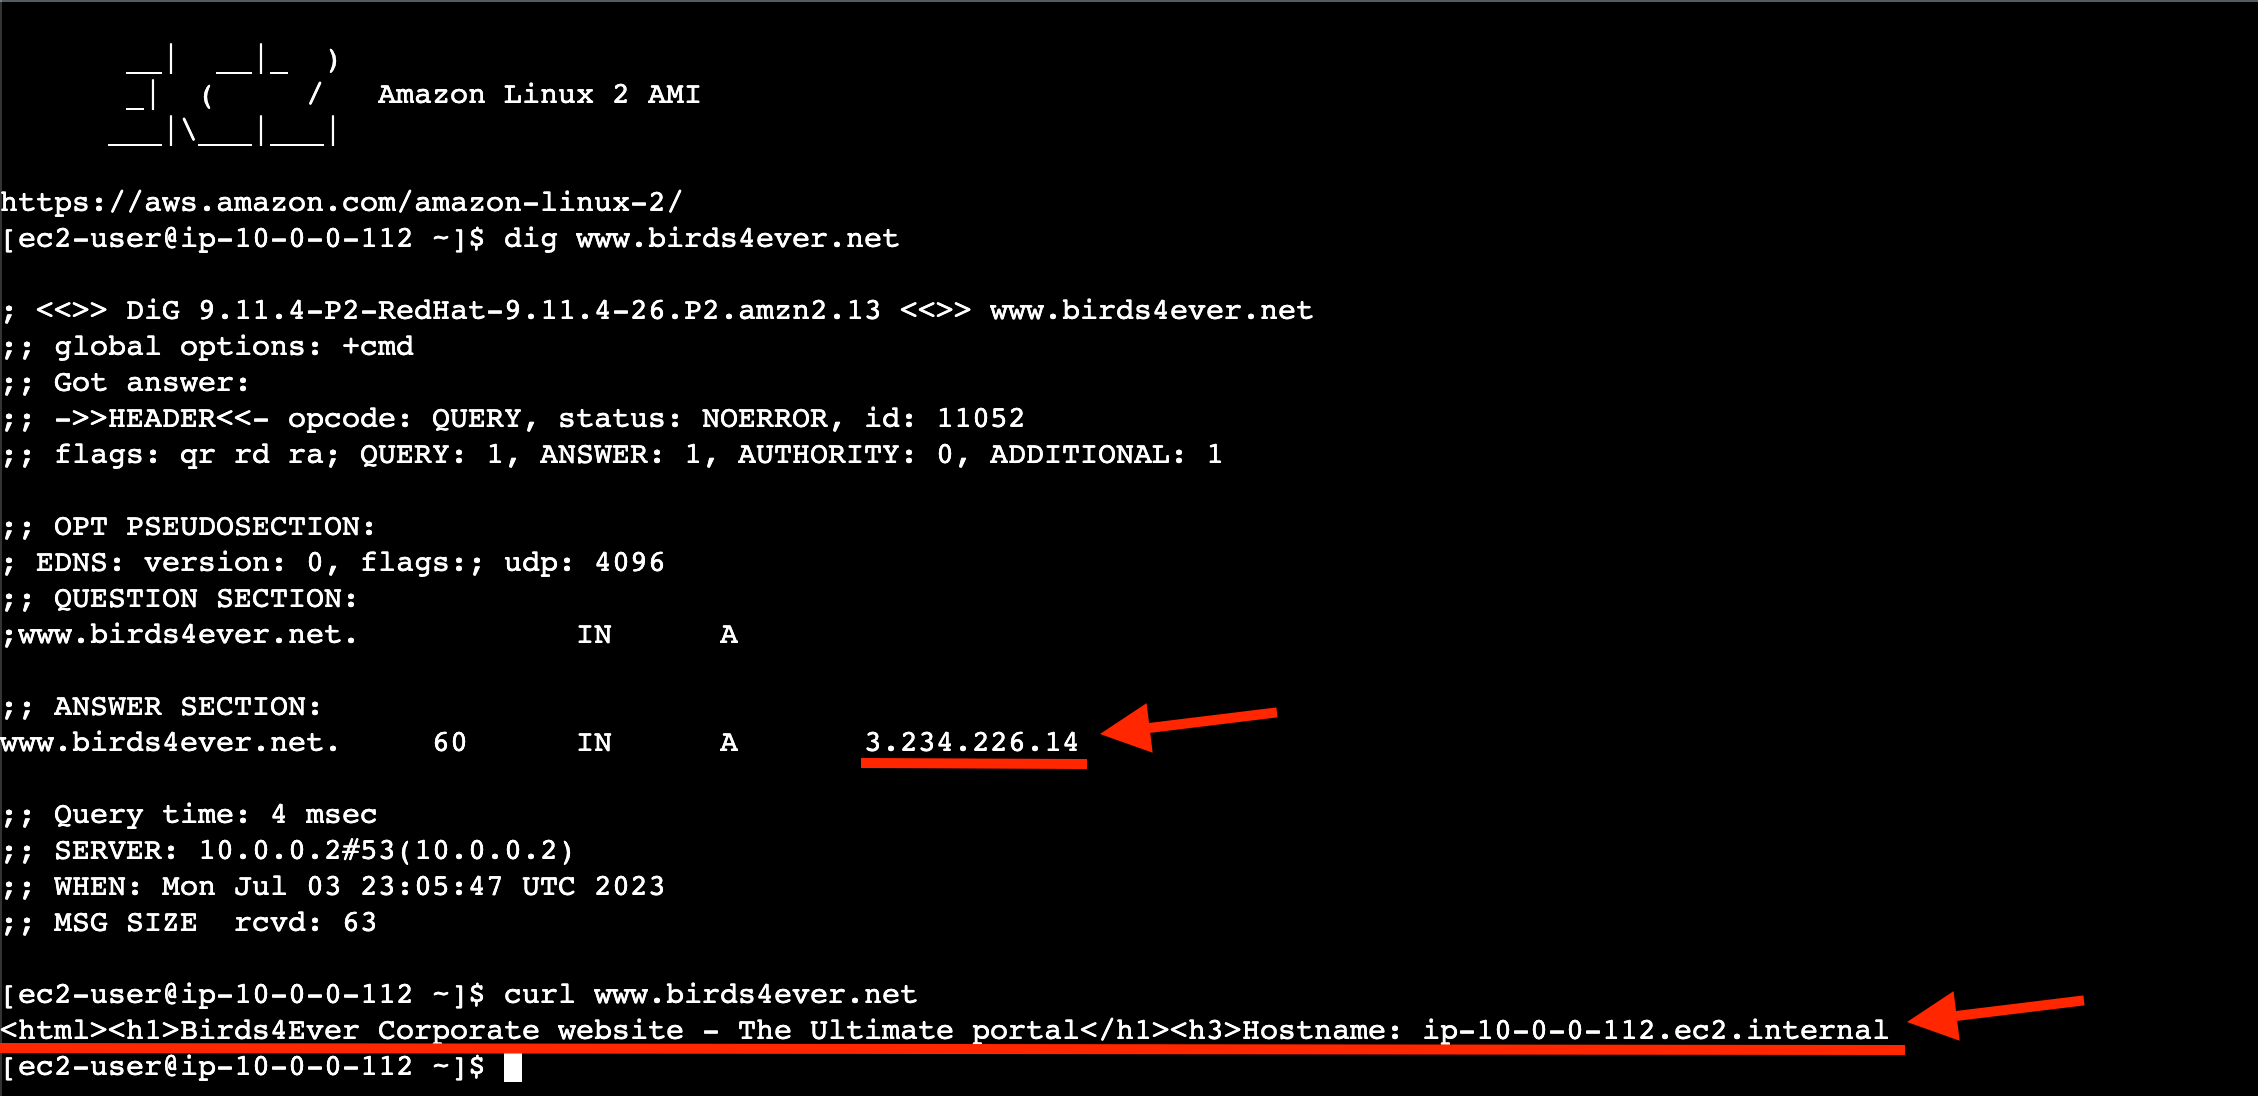 __|  __|_  )
       _|  (     /   Amazon Linux 2 AMI
      ___|\___|___|
https://aws.amazon.com/amazon-linux-2/
[ec2-user@ip-10-0-0-112 ~]$ dig www.birds4ever.net
; <<>> DiG 9.11.4-P2-RedHat-9.11.4-26.P2.amzn2.13 <<>> www.birds4ever.net
;; global options: +cmd
;; Got answer:
;; ->>HEADER<<- opcode: QUERY, status: NOERROR, id: 11052
;; flags: qr rd ra; QUERY: 1, ANSWER: 1, AUTHORITY: 0, ADDITIONAL: 1
;; OPT PSEUDOSECTION:
; EDNS: version: 0, flags:; udp: 4096
;; QUESTION SECTION:
;www.birds4ever.net.            IN      A
;; ANSWER SECTION:
www.birds4ever.net.     60      IN      A       3.234.226.14
;; Query time: 4 msec
;; SERVER: 10.0.0.2#53(10.0.0.2)
;; WHEN: Mon Jul 03 23:05:47 UTC 2023
;; MSG SIZE  rcvd: 63
[ec2-user@ip-10-0-0-112 ~]$ curl www.birds4ever.net
<html><h1>Birds4Ever Corporate website - The Ultimate portal</h1><h3>Hostname: ip-10-0-0-112.ec2.internal
[ec2-user@ip-10-0-0-112 ~]$